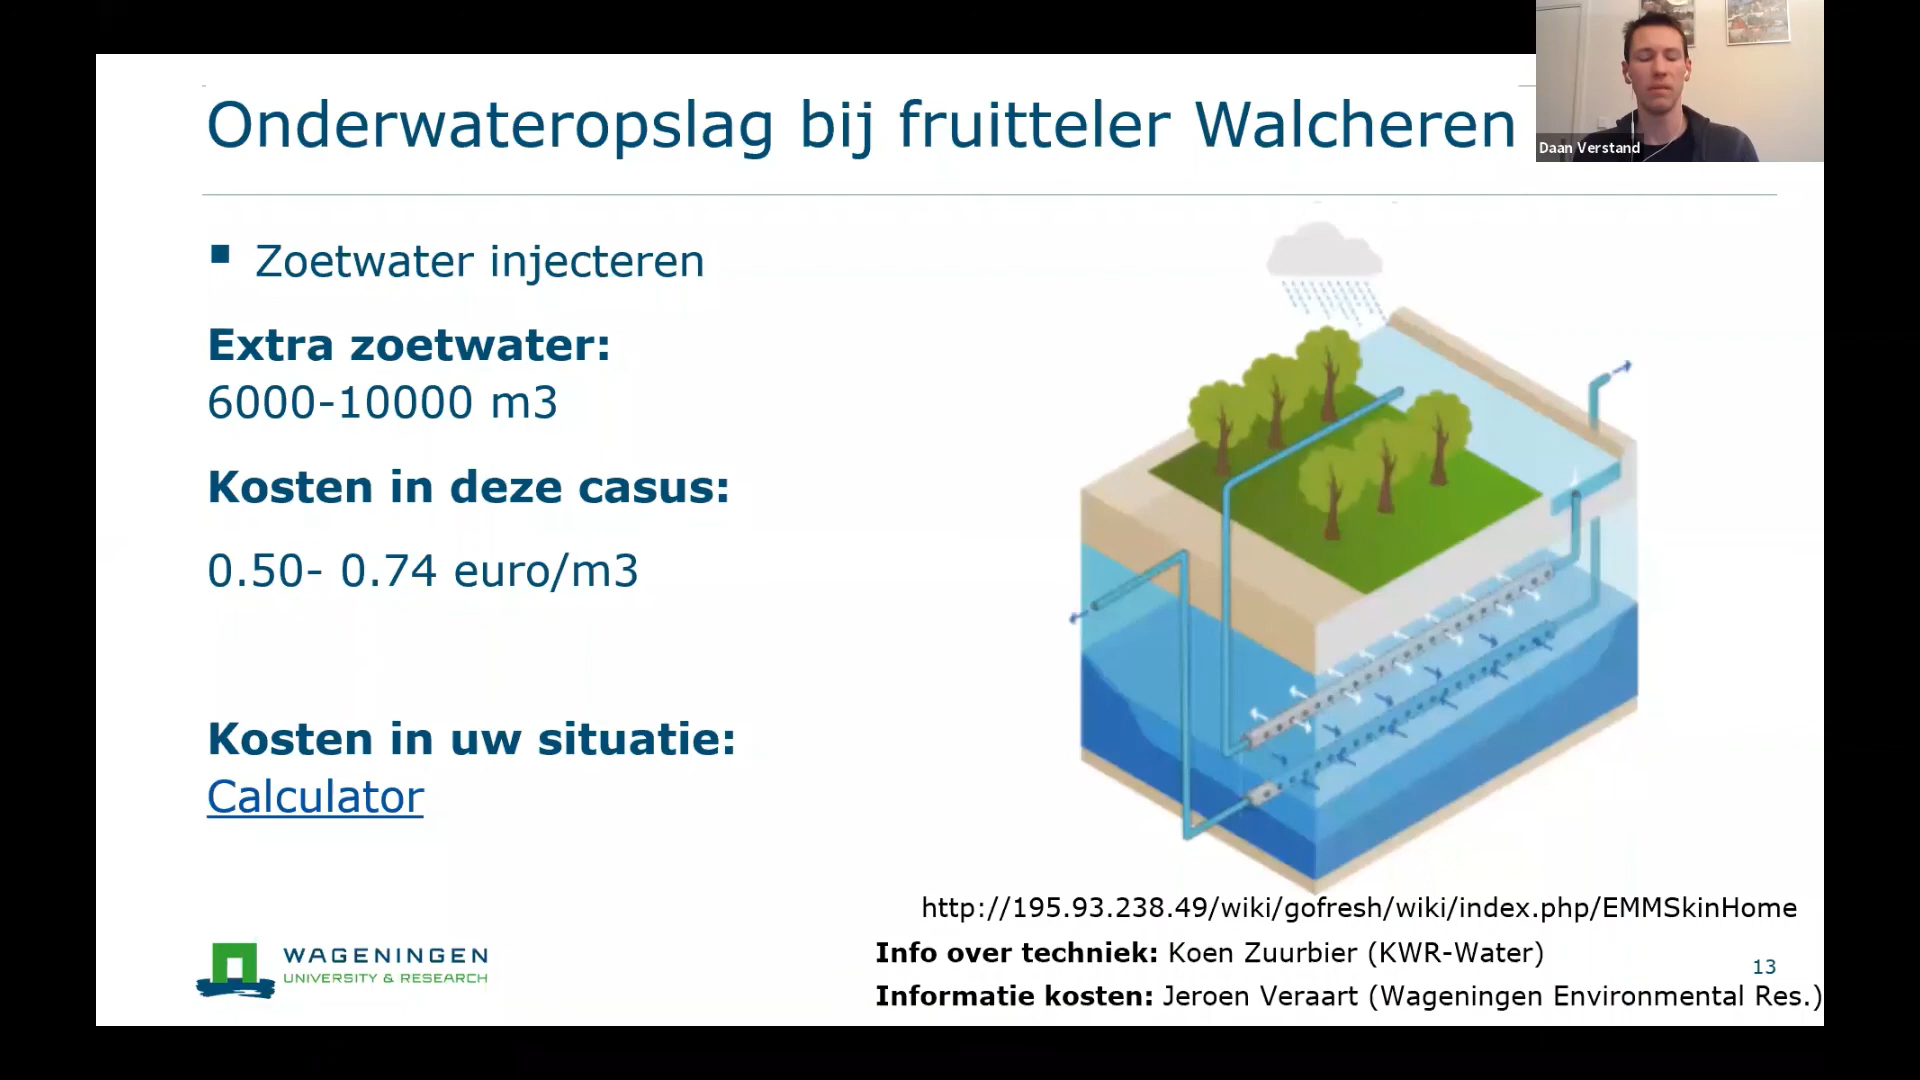 Onderwateropslag bij fruitteler Walcheren
Daan Verstand
Zoetwater injecteren
Extra zoetwater:
6000-10000 m3
Kosten in deze casus:
0.50- 0.74 euro/m3
Kosten in uw situatie:
Calculator
http://195.93.238.49/wiki/gofresh/wiki/index.php/EMMSkinHome
Info over techniek: Koen Zuurbier (KWR-Water)
13
Informatie kosten: Jeroen Veraart (Wageningen Environmental Res.)
WAGENINGEN
UNIVERSITY & RESEARCH